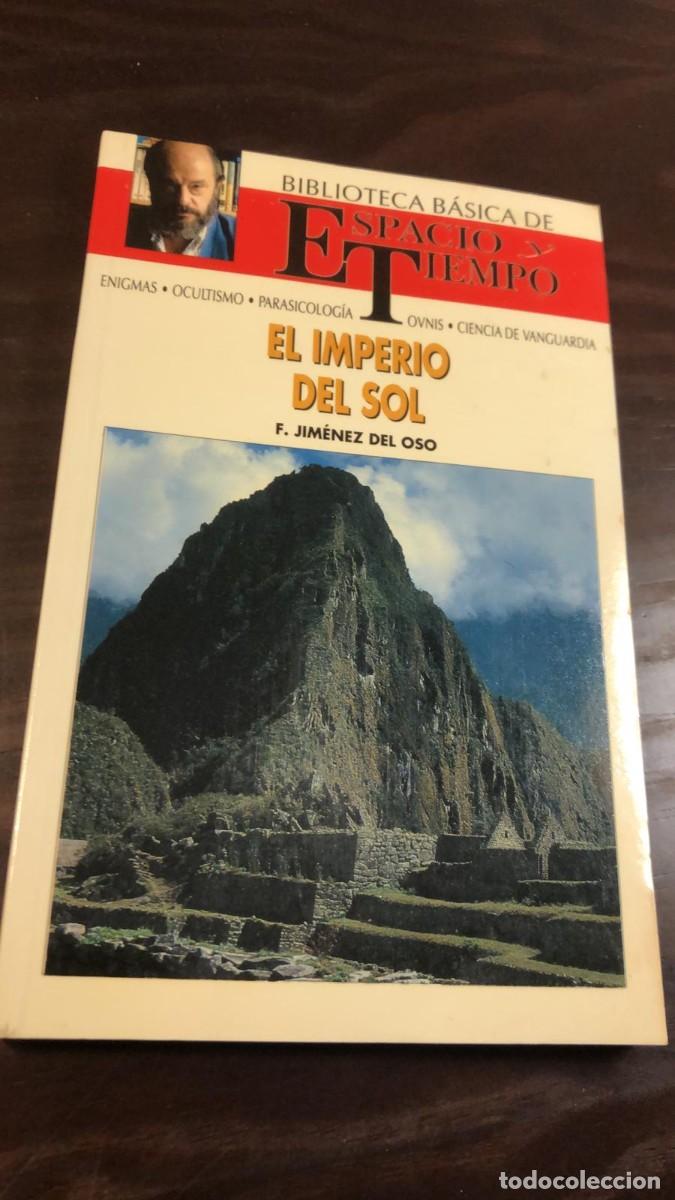 BIBLIOTECA BÁSICA DE
ESPACIO Y
TIEMPO
ENIGMAS • OCULTISMO • PARASICOLOGÍA OVNIS • CIENCIA DE VANGUARDIA
EL IMPERIO
DEL SOL
F. JIMÉNEZ DEL OSO
todocoleccion